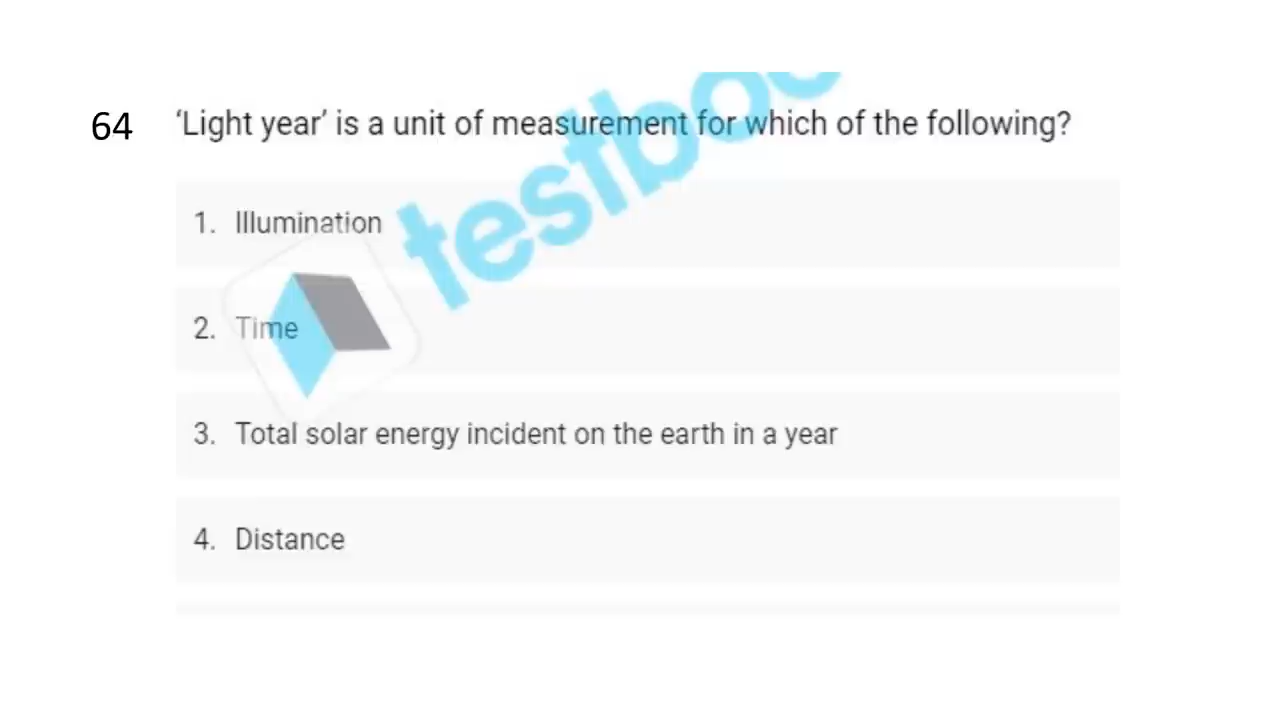 64 ‘Light year’ is a unit of measurement for which of the following?
testboo
1. Illumination
2. Time
3. Total solar energy incident on the earth in a year
4. Distance